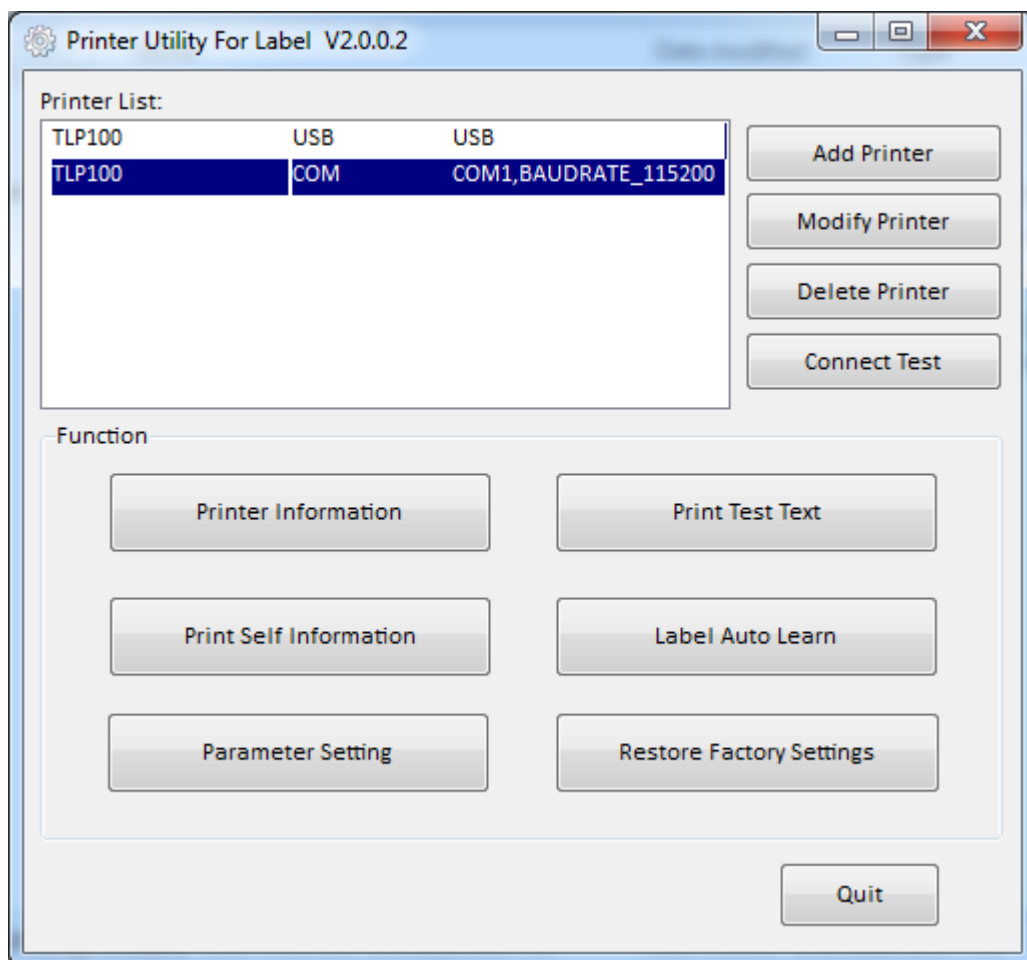 Printer Utility For Label V2.0.0.2
Printer List:
TLP100 USB USB
TLP100 COM COM1,BAUDRATE_115200
Add Printer
Modify Printer
Delete Printer
Connect Test
Function
Printer Information Print Test Text
Print Self Information Label Auto Learn
Parameter Setting Restore Factory Settings
Quit